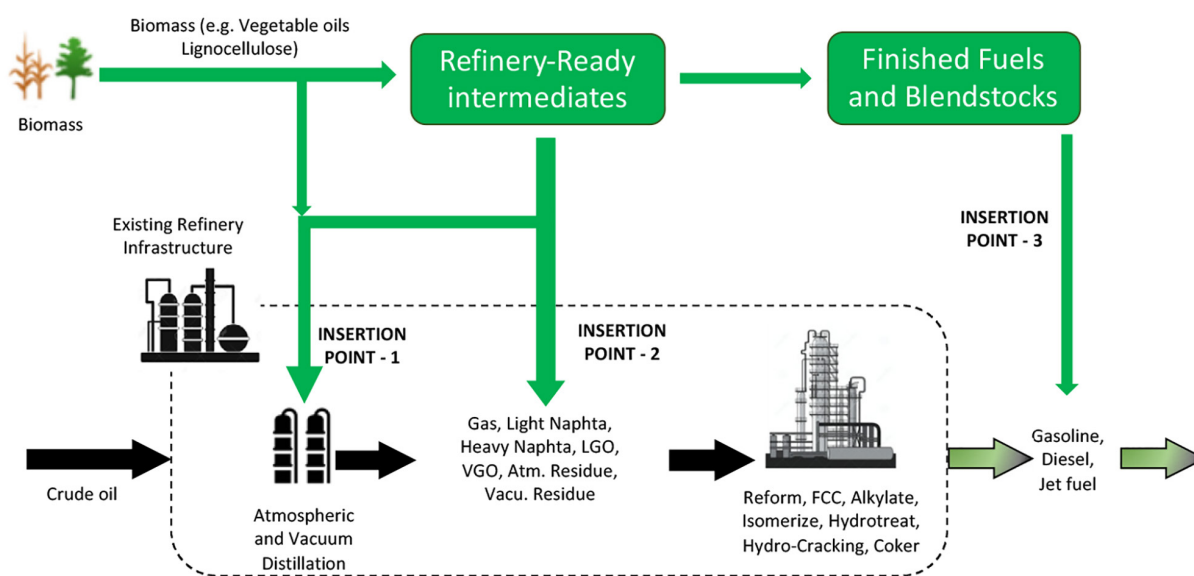 Biomass (e.g. Vegetable oils
Lignocellulose)
Biomass
Refinery-Ready
intermediates
Finished Fuels
and Blendstocks
Existing Refinery
Infrastructure
INSERTION
POINT - 1
INSERTION
POINT - 2
INSERTION
POINT - 3
Crude oil
Atmospheric
and Vacuum
Distillation
Gas, Light Naphta,
Heavy Naphta, LGO,
VGO, Atm. Residue,
Vacu. Residue
Reform, FCC, Alkylate,
Isomerize, Hydrotreat,
Hydro-Cracking, Coker
Gasoline,
Diesel,
Jet fuel